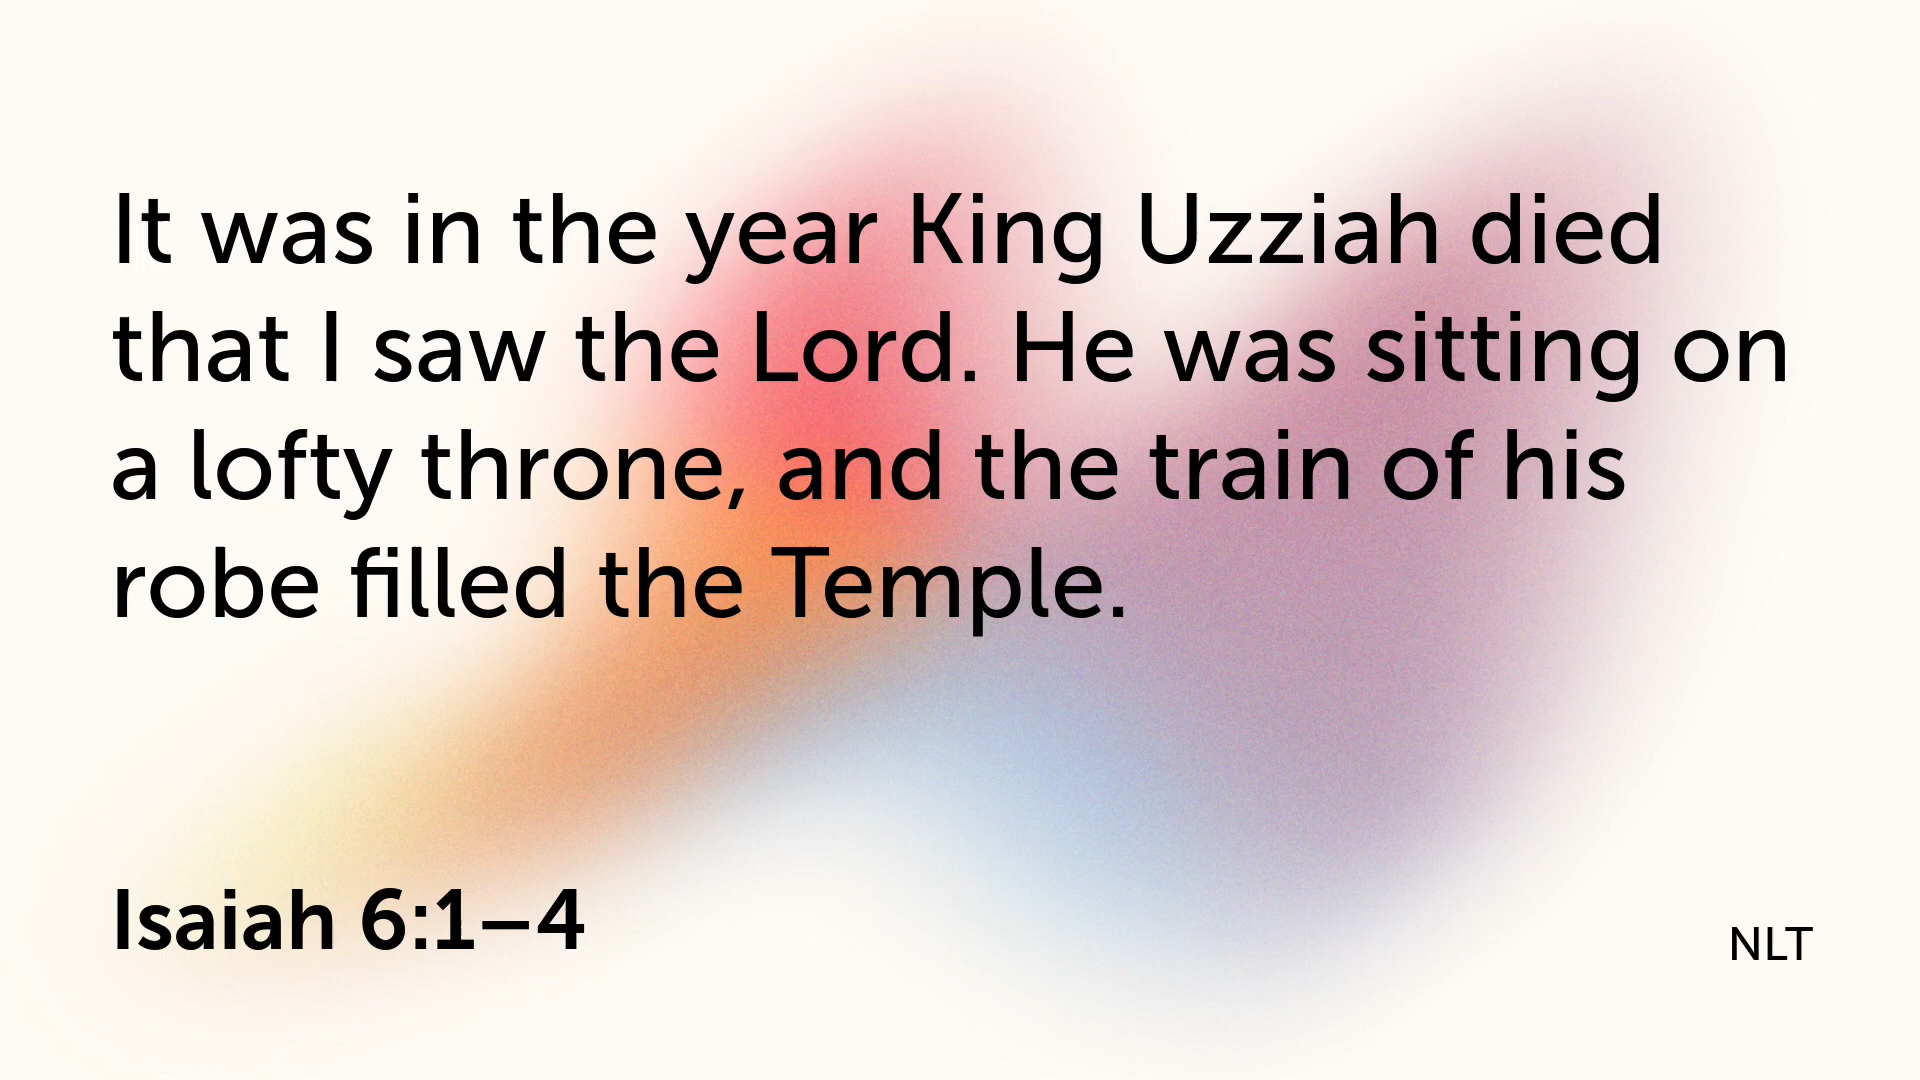 It was in the year King Uzziah died
that I saw the Lord. He was sitting on
a lofty throne, and the train of his
robe filled the Temple.
Isaiah 6:1–4
NLT